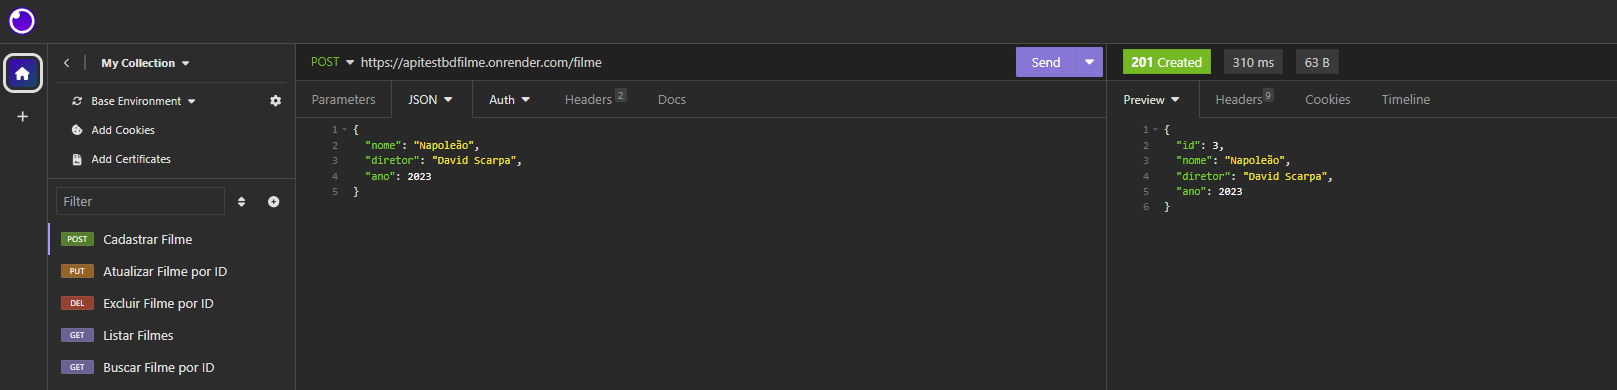 My Collection
POST https://apitestbdfilme.onrender.com/filme
Send
201 Created
310 ms
63 B
Base Environment
Add Cookies
Add Certificates
Filter
POST Cadastrar Filme
PUT Atualizar Filme por ID
DEL Excluir Filme por ID
GET Listar Filmes
GET Buscar Filme por ID
Parameters
JSON
Auth
Headers 2
Docs
1 {
2 "nome": "Napoleão",
3 "diretor": "David Scarpa",
4 "ano": 2023
5 }
Preview
Headers 9
Cookies
Timeline
1 {
2 "id": 3,
3 "nome": "Napoleão",
4 "diretor": "David Scarpa",
5 "ano": 2023
6 }